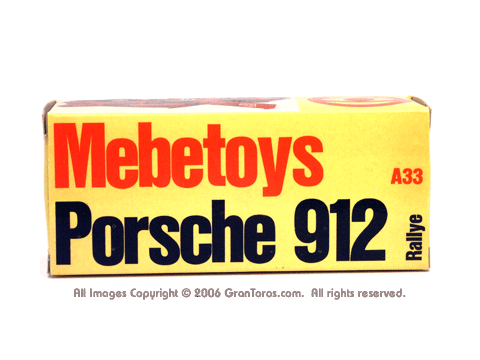 Mebetoys
A33
Porsche 912
Rallye
All Images Copyright © 2006 GranToros.com. All rights reserved.